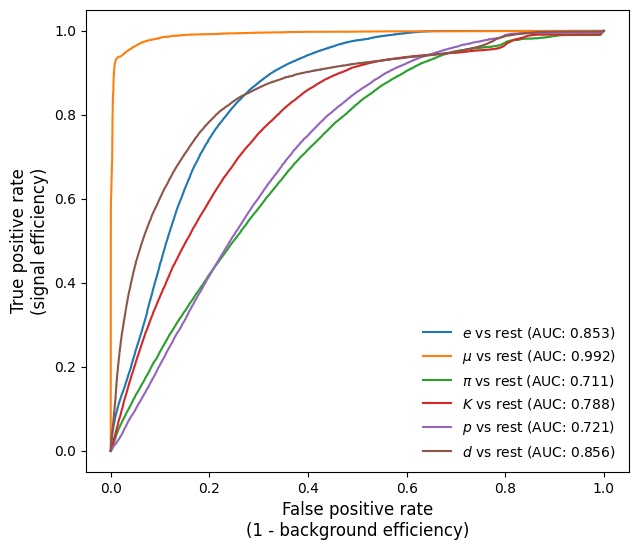 1.0
0.8
0.6
0.4
0.2
0.0
True positive rate
(signal efficiency)
e vs rest (AUC: 0.853)
μ vs rest (AUC: 0.992)
π vs rest (AUC: 0.711)
K vs rest (AUC: 0.788)
p vs rest (AUC: 0.721)
d vs rest (AUC: 0.856)
0.0 0.2 0.4 0.6 0.8 1.0
False positive rate
(1 - background efficiency)